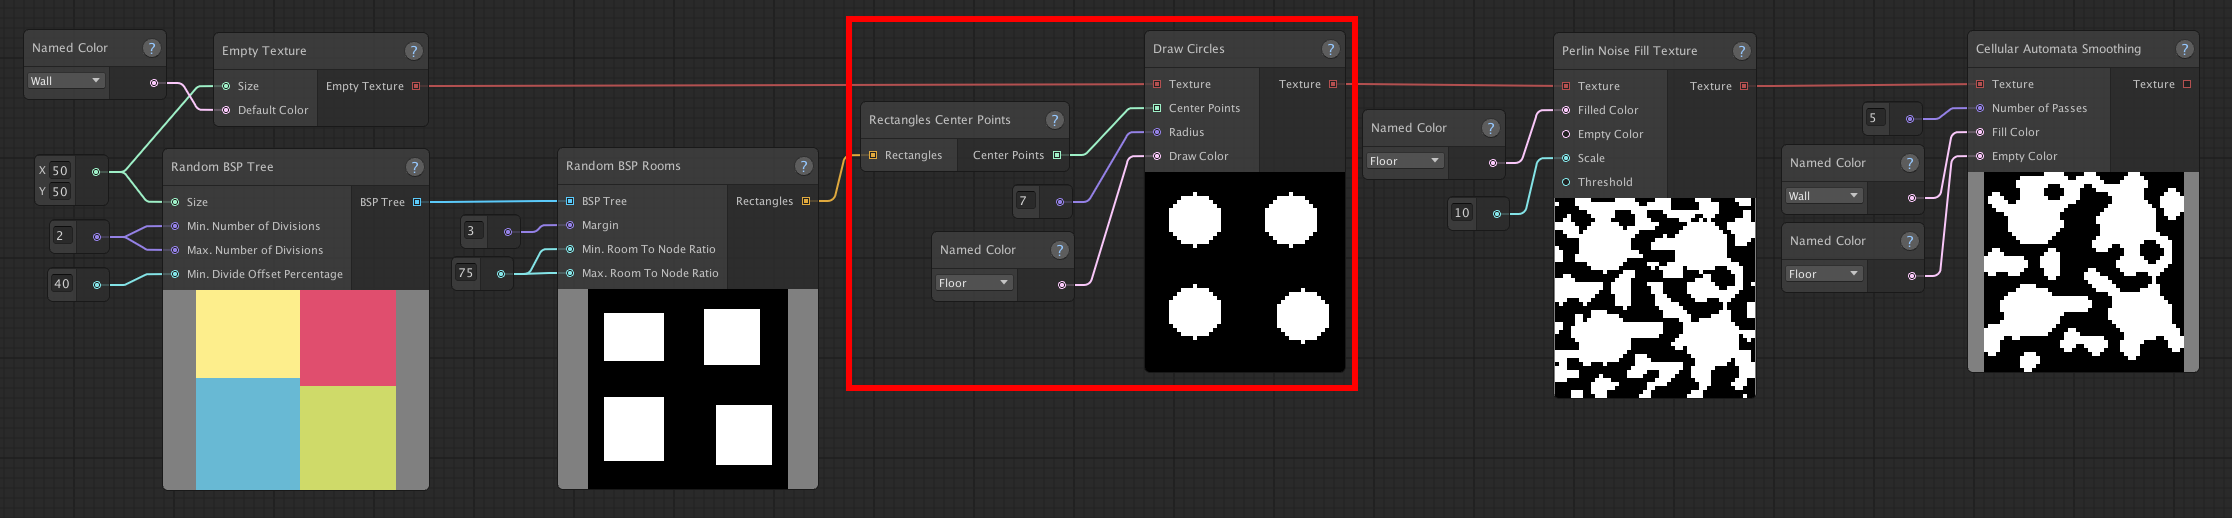 Named Color ?
Wall
Empty Texture ?
Size
Default Color
Empty Texture
X 50
Y 50
2
40
Random BSP Tree ?
Size
Min. Number of Divisions
Max. Number of Divisions
Min. Divide Offset Percentage
BSP Tree
3
75
Random BSP Rooms ?
BSP Tree
Margin
Min. Room To Node Ratio
Max. Room To Node Ratio
Rectangles
Rectangles Center Points ?
Rectangles
Center Points
7
Named Color ?
Floor
Draw Circles ?
Texture
Center Points
Radius
Draw Color
Texture
Named Color ?
Floor
10
Perlin Noise Fill Texture ?
Texture
Filled Color
Empty Color
Scale
Threshold
Texture
5
Named Color ?
Wall
Named Color ?
Floor
Cellular Automata Smoothing ?
Texture
Number of Passes
Fill Color
Empty Color
Texture